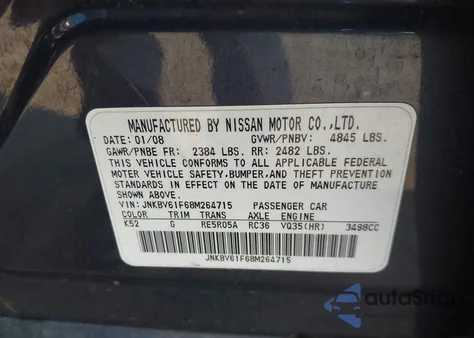 MANUFACTURED BY NISSAN MOTOR CO.,LTD.
DATE: 01/08 GVWR/PNBV: 4845 LBS.
GAWR/PNBE FR: 2384 LBS. RR: 2482 LBS.
THIS VEHICLE CONFORMS TO ALL APPLICABLE FEDERAL
MOTOR VEHICLE SAFETY,BUMPER,AND THEFT PREVENTION
STANDARDS IN EFFECT ON THE DATE OF MANUFACTURE
SHOWN ABOVE.
VIN: JNKBV61F68M264715 PASSENGER CAR
COLOR TRIM TRANS AXLE ENGINE
K52 G RE5R05A RC36 VQ35(HR) 3498CC
JNKBV61F68M264715
autoSnap